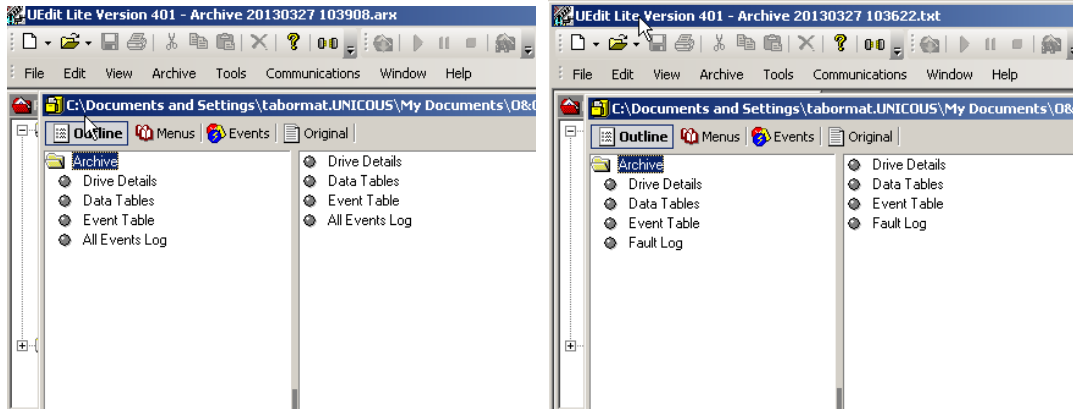 UEdit Lite Version 401 - Archive 20130327 103908.arx
File Edit View Archive Tools Communications Window Help
C:\Documents and Settings\tabormat.UNICOUS\My Documents\O&
Outline Menus Events Original
Archive
Drive Details
Data Tables
Event Table
All Events Log
Drive Details
Data Tables
Event Table
All Events Log
UEdit Lite Version 401 - Archive 20130327 103622.txt
File Edit View Archive Tools Communications Window Help
C:\Documents and Settings\tabormat.UNICOUS\My Documents\O&
Outline Menus Events Original
Archive
Drive Details
Data Tables
Event Table
Fault Log
Drive Details
Data Tables
Event Table
Fault Log